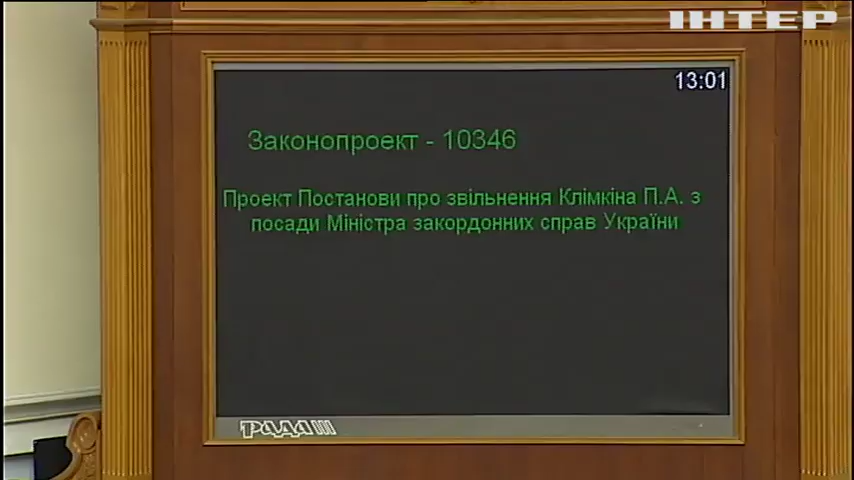 ІНТЕР
13:01
Законопроект - 10346
Проект Постанови про звільнення Клімкіна П.А. з
посади Міністра закордонних справ України
РАДА